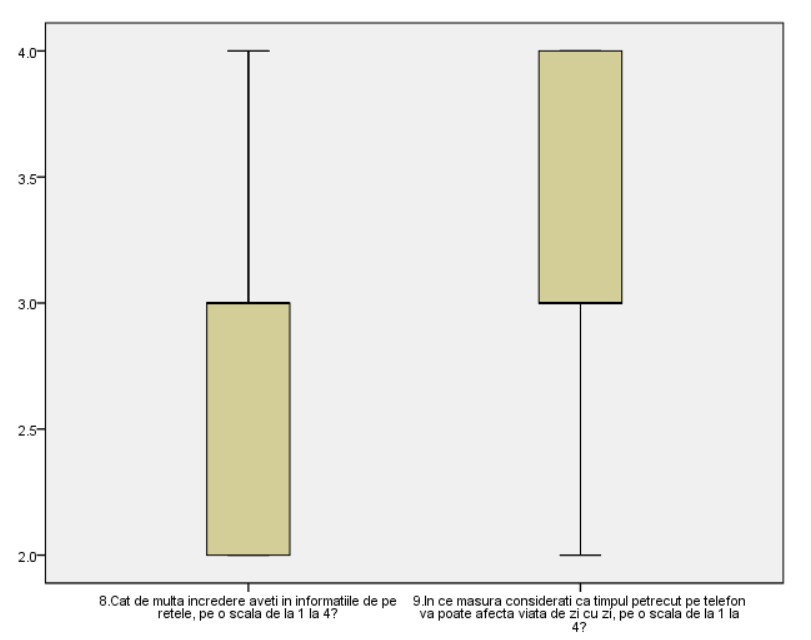 4.0
3.5
3.0
2.5
2.0
8.Cat de multa incredere aveti in informatiile de pe
retele, pe o scala de la 1 la 4?
9.In ce masura considerati ca timpul petrecut pe telefon
va poate afecta viata de zi cu zi, pe o scala de la 1 la
4?